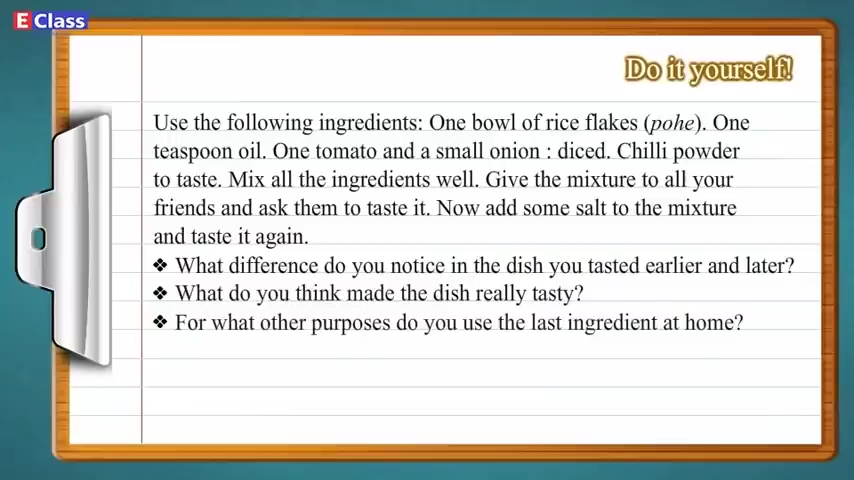 E Class
Do it yourself!
Use the following ingredients: One bowl of rice flakes (pohe). One
teaspoon oil. One tomato and a small onion : diced. Chilli powder
to taste. Mix all the ingredients well. Give the mixture to all your
friends and ask them to taste it. Now add some salt to the mixture
and taste it again.
❖ What difference do you notice in the dish you tasted earlier and later?
❖ What do you think made the dish really tasty?
❖ For what other purposes do you use the last ingredient at home?